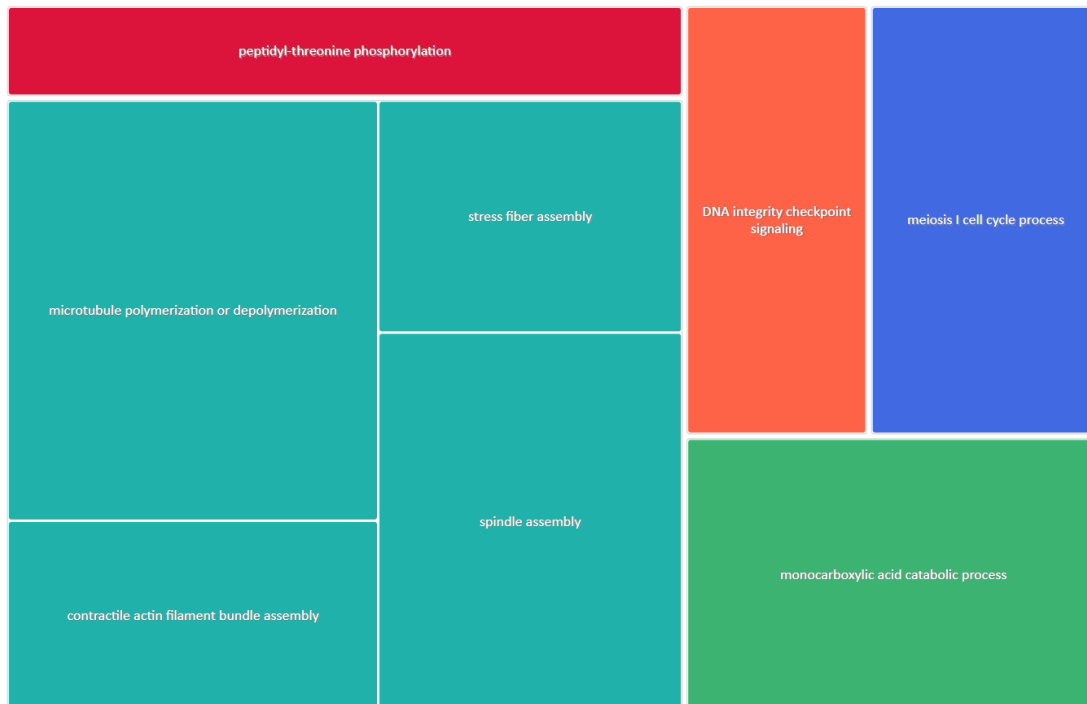 peptidyl-threonine phosphorylation
microtubule polymerization or depolymerization
stress fiber assembly
contractile actin filament bundle assembly
spindle assembly
DNA integrity checkpoint
signaling
meiosis I cell cycle process
monocarboxylic acid catabolic process